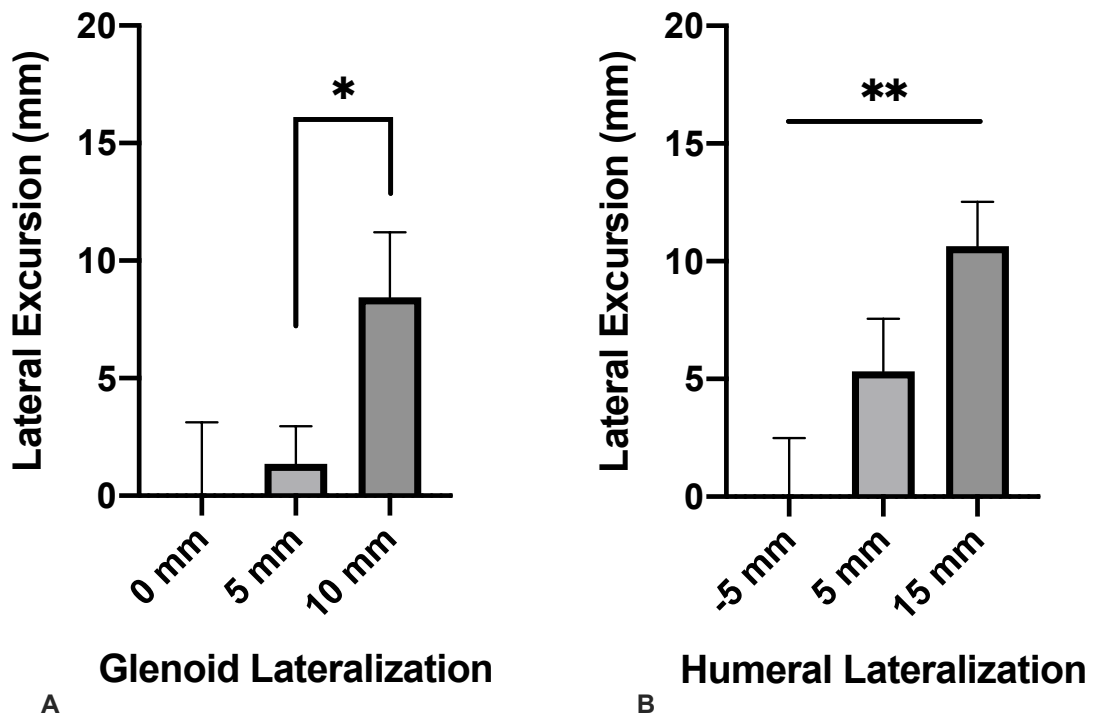 Lateral Excursion (mm)
20
15
10
5
0
*
0 mm
5 mm
10 mm
Glenoid Lateralization
A
Lateral Excursion (mm)
20
15
10
5
0
**
-5 mm
5 mm
15 mm
Humeral Lateralization
B